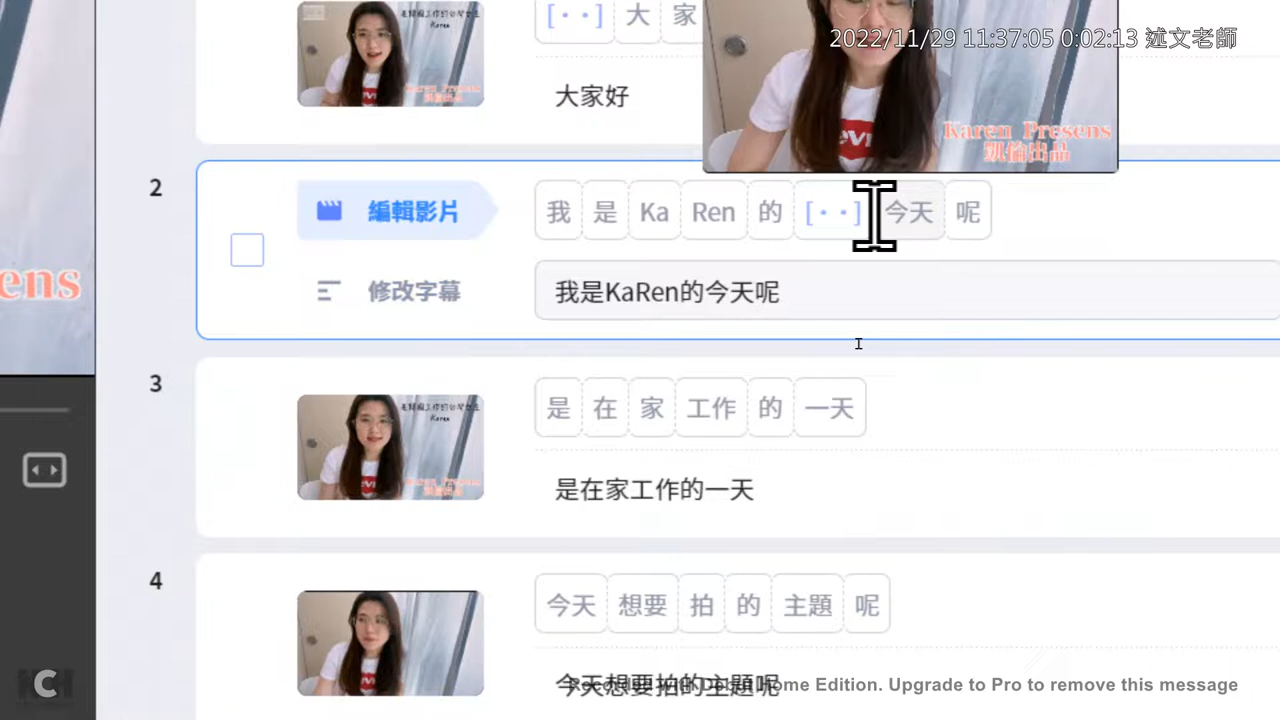 [··] 大 家
2022/11/29 11:37:05 0:02:13 述文老師
大家好
Karen Presens
凱倫出品
ens
2
編輯影片
我 是 Ka Ren 的 [··] 今天 呢
修改字幕
我是KaRen的今天呢
3
是 在 家 工作 的 一天
是在家工作的一天
4
今天 想要 拍 的 主題 呢
今天想要拍的主題呢
Home Edition. Upgrade to Pro to remove this message